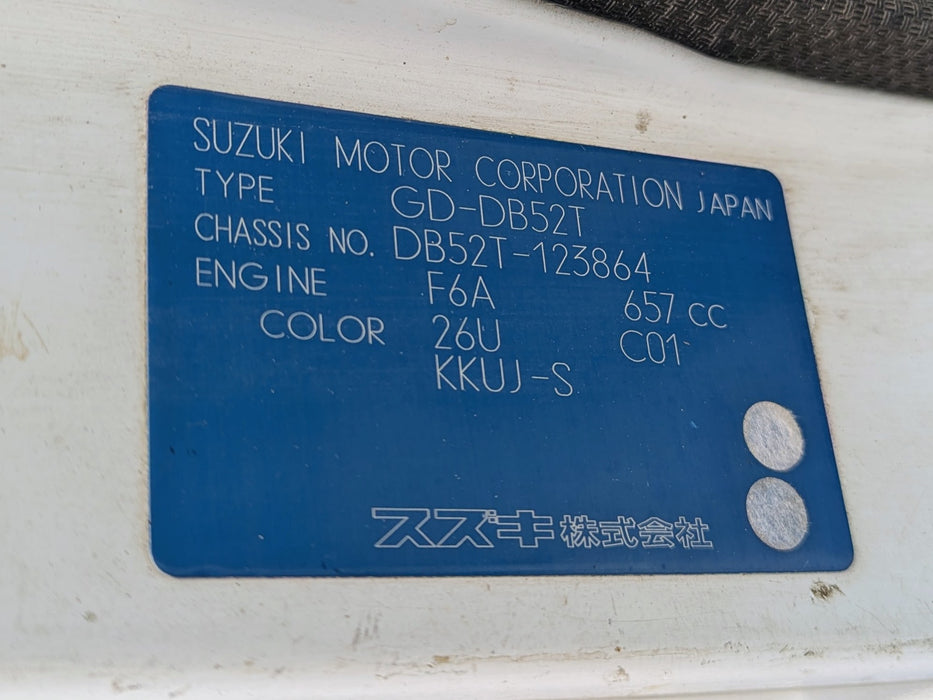 SUZUKI MOTOR CORPORATION JAPAN
TYPE GD-DB52T
CHASSIS NO. DB52T-123864
ENGINE F6A 657 CC
COLOR 26U C01
KKUJ-S
スズキ株式会社